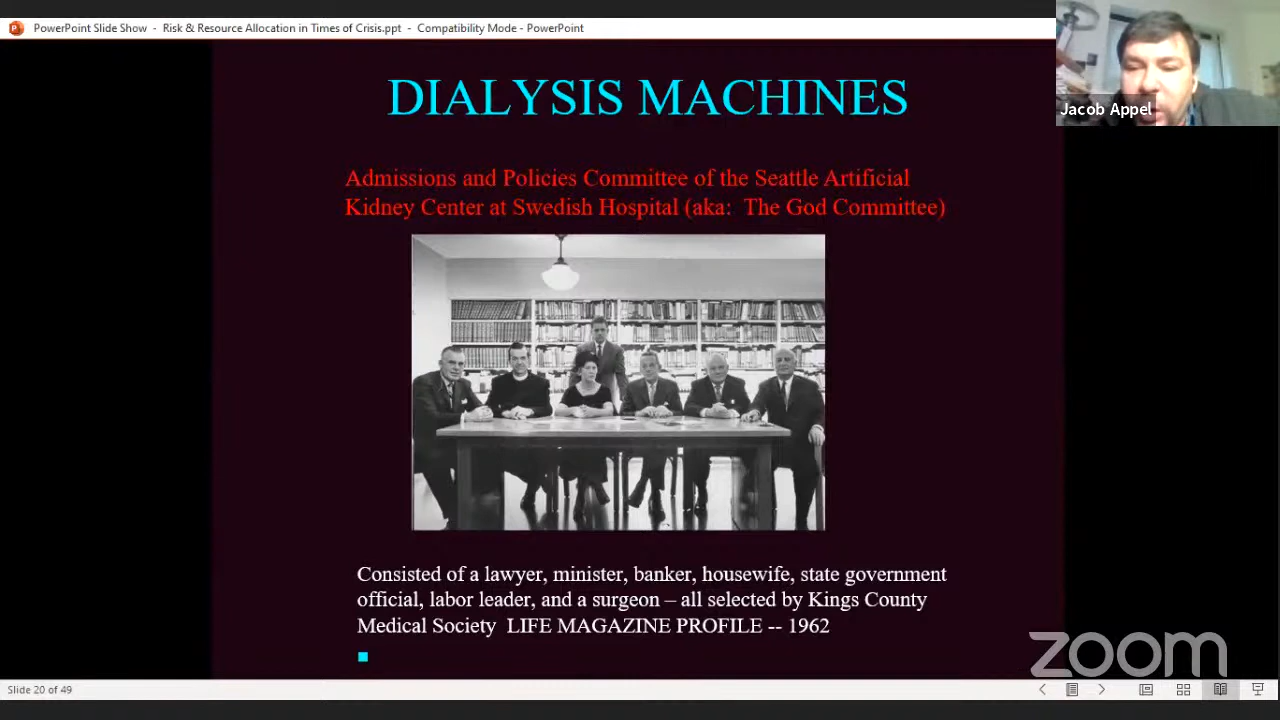 PowerPoint Slide Show - Risk & Resource Allocation in Times of Crisis.ppt - Compatibility Mode - PowerPoint
Jacob Appel
DIALYSIS MACHINES
Admissions and Policies Committee of the Seattle Artificial
Kidney Center at Swedish Hospital (aka: The God Committee)
Consisted of a lawyer, minister, banker, housewife, state government
official, labor leader, and a surgeon – all selected by Kings County
Medical Society LIFE MAGAZINE PROFILE -- 1962
zoom
Slide 20 of 49